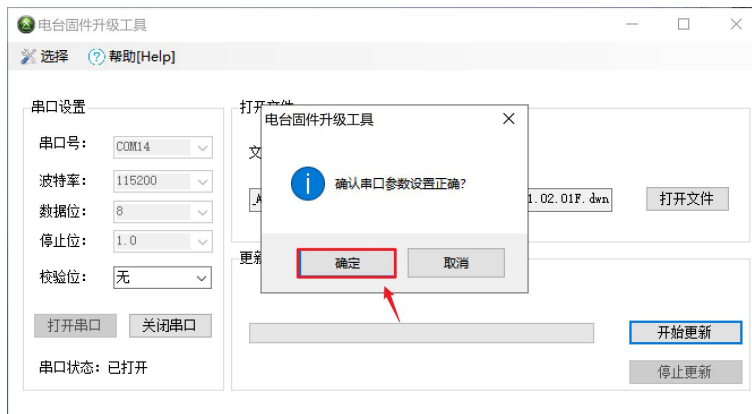 电台固件升级工具
选择 帮助[Help]
串口设置
串口号： COM14
波特率： 115200
数据位： 8
停止位： 1.0
校验位： 无
打开串口 关闭串口
串口状态：已打开
打开文件
文
1.02.01F.dwn 打开文件
电台固件升级工具
确认串口参数设置正确?
确定 取消
更新
开始更新
停止更新